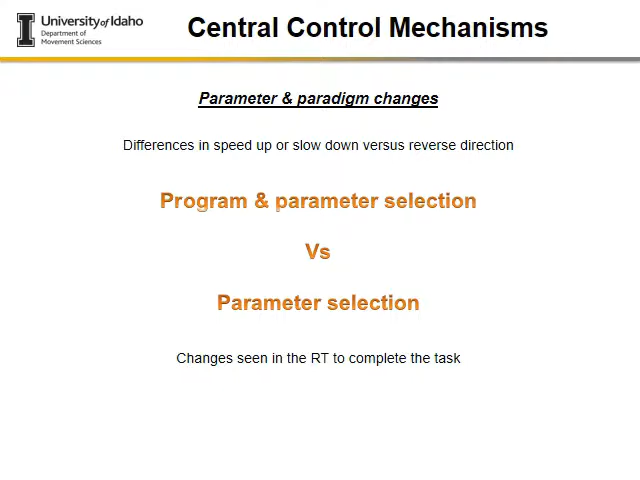 University of Idaho
Department of
Movement Sciences
Central Control Mechanisms
Parameter & paradigm changes
Differences in speed up or slow down versus reverse direction
Program & parameter selection
Vs
Parameter selection
Changes seen in the RT to complete the task